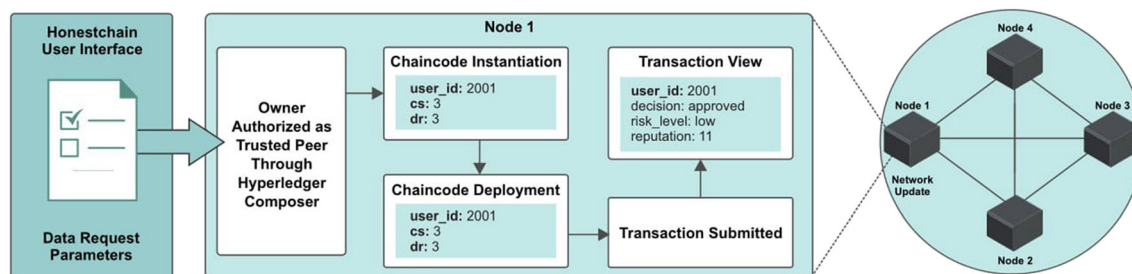 Honestchain
User Interface
Data Request
Parameters
Node 1
Owner
Authorized as
Trusted Peer
Through
Hyperledger
Composer
Chaincode Instantiation
user_id: 2001
cs: 3
dr: 3
Chaincode Deployment
user_id: 2001
cs: 3
dr: 3
Transaction View
user_id: 2001
decision: approved
risk_level: low
reputation: 11
Transaction Submitted
Node 4
Node 1
Node 3
Network
Update
Node 2